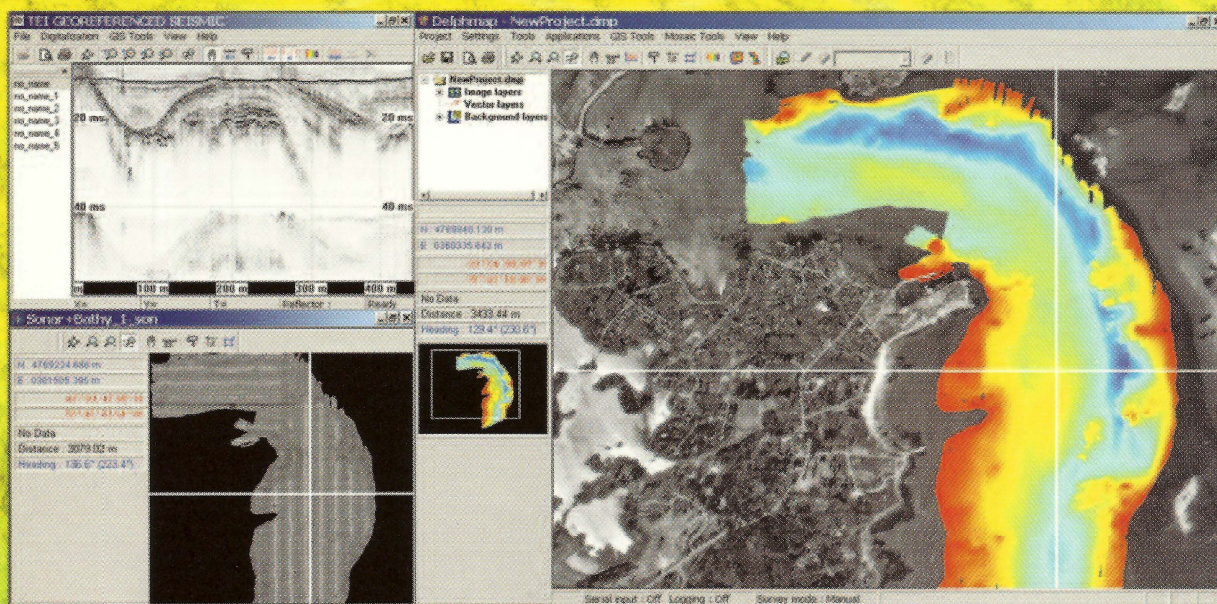 TEI GEOREFERENCED SEISMIC
File Digitalization GIS Tools View Help
no_name
no_name_1
no_name_2
no_name_3
no_name_4
no_name_5
20 ms 20 ms
40 ms 40 ms
m 100 m 200 m 300 m 400 m
X= Y= T= Reflector : Ready
Sonar+Bathy_1_son
No Data
Distance : 3079.02 m
Heading : 136.6° (223.4°)
Delphmap - NewProject.dmp
Project Settings Tools Applications GIS Tools Mosaic Tools View Help
NewProject.dmp
Image layers
Vector layers
Background layers
No Data
Distance : 3433.44 m
Heading : 129.4° (230.6°)
Serial input : Off Logging : Off Survey mode : Manual